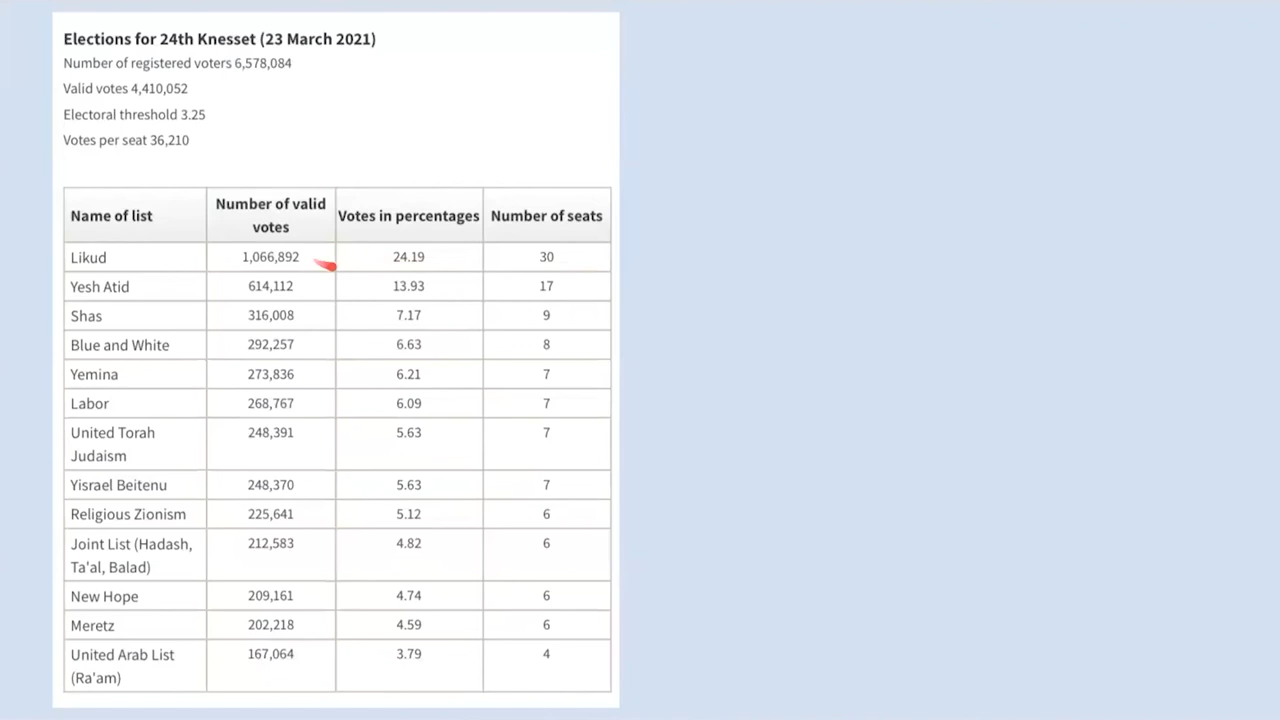 Elections for 24th Knesset (23 March 2021)
Number of registered voters 6,578,084
Valid votes 4,410,052
Electoral threshold 3.25
Votes per seat 36,210
Name of list Number of valid votes Votes in percentages Number of seats
Likud 1,066,892 24.19 30
Yesh Atid 614,112 13.93 17
Shas 316,008 7.17 9
Blue and White 292,257 6.63 8
Yemina 273,836 6.21 7
Labor 268,767 6.09 7
United Torah Judaism 248,391 5.63 7
Yisrael Beitenu 248,370 5.63 7
Religious Zionism 225,641 5.12 6
Joint List (Hadash, Ta'al, Balad) 212,583 4.82 6
New Hope 209,161 4.74 6
Meretz 202,218 4.59 6
United Arab List (Ra'am) 167,064 3.79 4